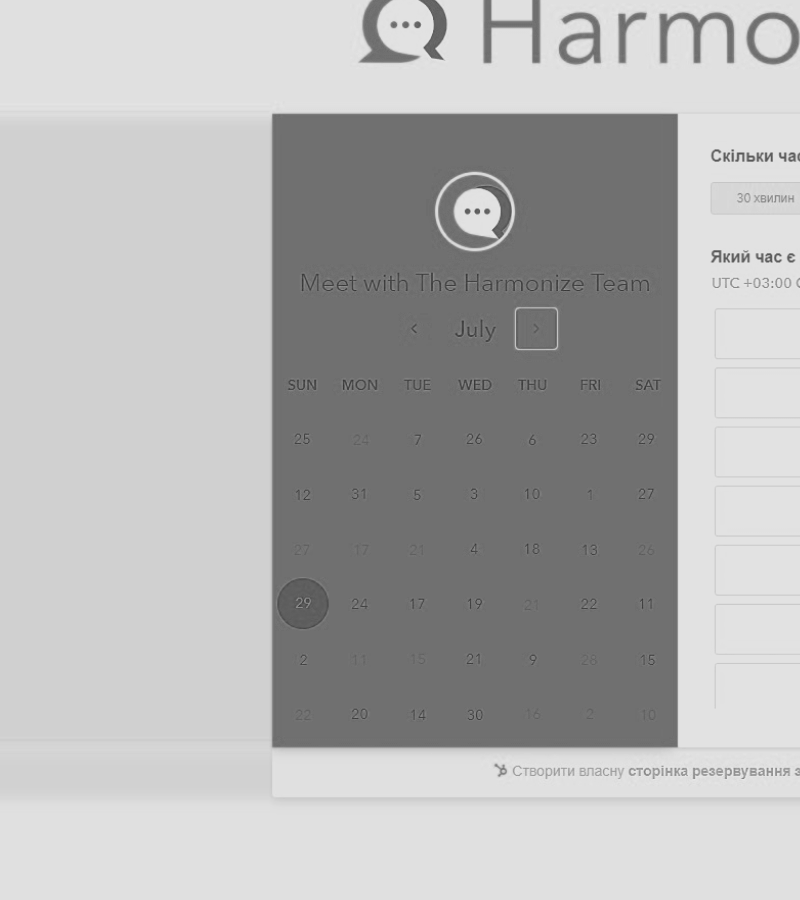 Harmo
Meet with The Harmonize Team
July
SUN MON TUE WED THU FRI SAT
25 24 7 26 6 23 29
12 31 5 3 10 1 27
27 17 21 4 18 13 26
29 24 17 19 21 22 11
2 11 15 21 9 28 15
22 20 14 30 16 2 10
Скільки час
30 хвилин
Який час є
UTC +03:00
Створити власну сторінка резервування з